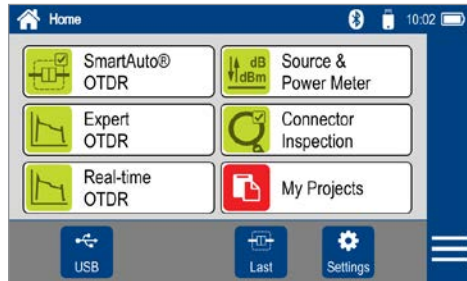 Home
10:02
SmartAuto®
OTDR
dB
dBm
Source &
Power Meter
Expert
OTDR
Connector
Inspection
Real-time
OTDR
My Projects
USB
Last
Settings